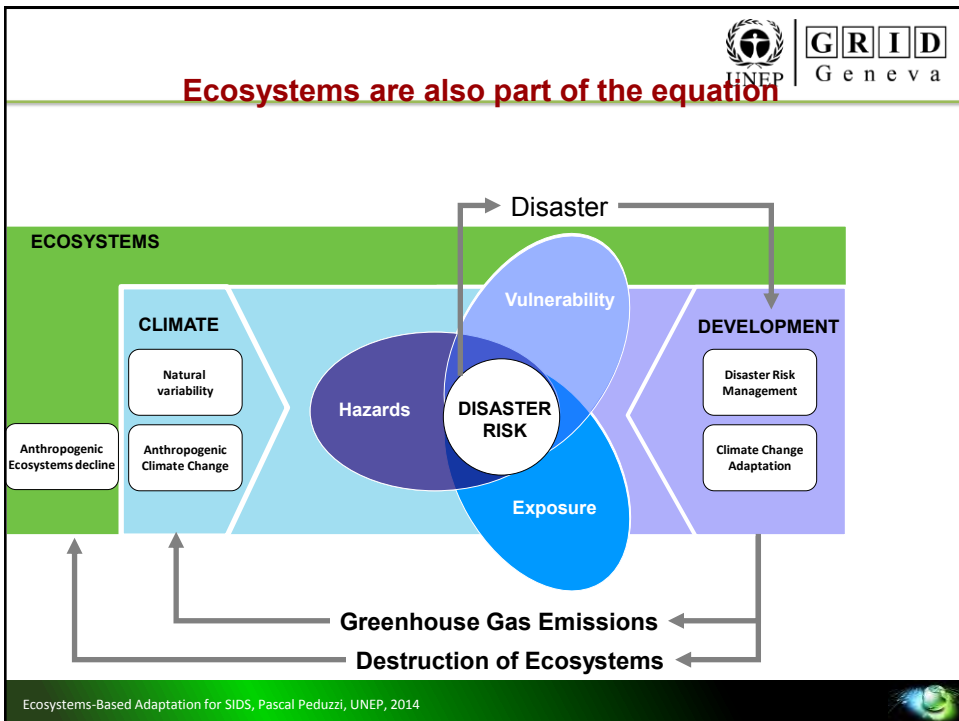 UNEP
GRID
Geneva
Ecosystems are also part of the equation
Disaster
ECOSYSTEMS
Vulnerability
CLIMATE
DEVELOPMENT
Natural
variability
Disaster Risk
Management
Hazards
DISASTER
RISK
Anthropogenic
Ecosystems decline
Anthropogenic
Climate Change
Climate Change
Adaptation
Exposure
Greenhouse Gas Emissions
Destruction of Ecosystems
Ecosystems-Based Adaptation for SIDS, Pascal Peduzzi, UNEP, 2014